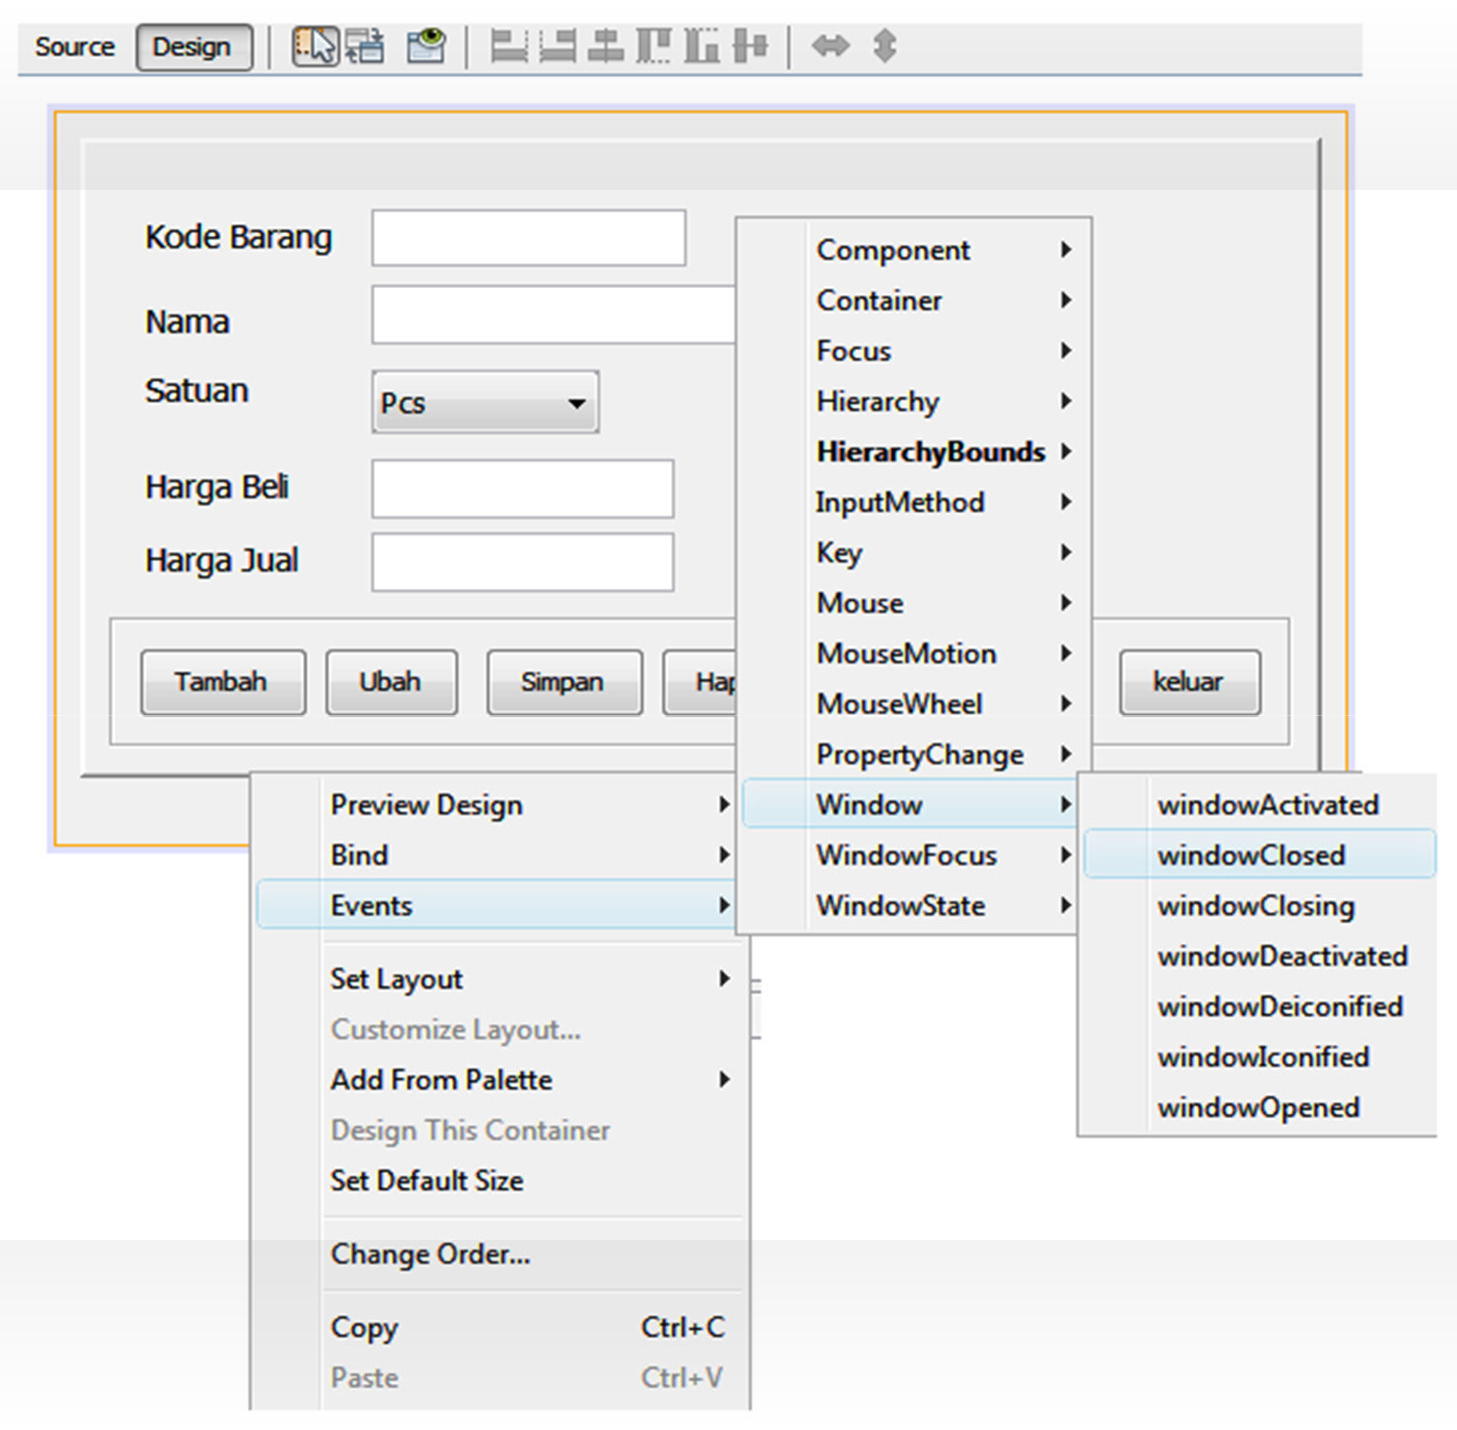 Source Design
Kode Barang
Nama
Satuan
Pcs
Harga Beli
Harga Jual
Tambah Ubah Simpan Hap keluar
Component
Container
Focus
Hierarchy
HierarchyBounds
InputMethod
Key
Mouse
MouseMotion
MouseWheel
PropertyChange
Window
WindowFocus
WindowState
Preview Design
Bind
Events
Set Layout
Customize Layout...
Add From Palette
Design This Container
Set Default Size
Change Order...
Copy Ctrl+C
Paste Ctrl+V
windowActivated
windowClosed
windowClosing
windowDeactivated
windowDeiconified
windowIconified
windowOpened